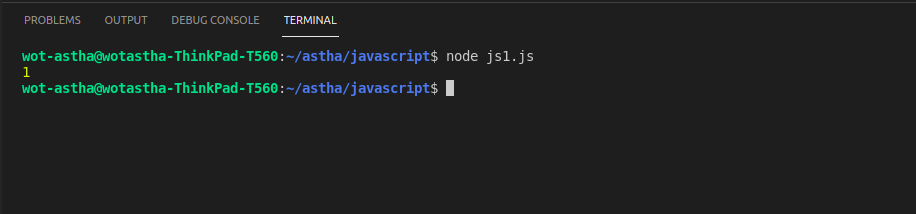 PROBLEMS OUTPUT DEBUG CONSOLE TERMINAL
wot-astha@wotastha-ThinkPad-T560:~/astha/javascript$ node js1.js
1
wot-astha@wotastha-ThinkPad-T560:~/astha/javascript$